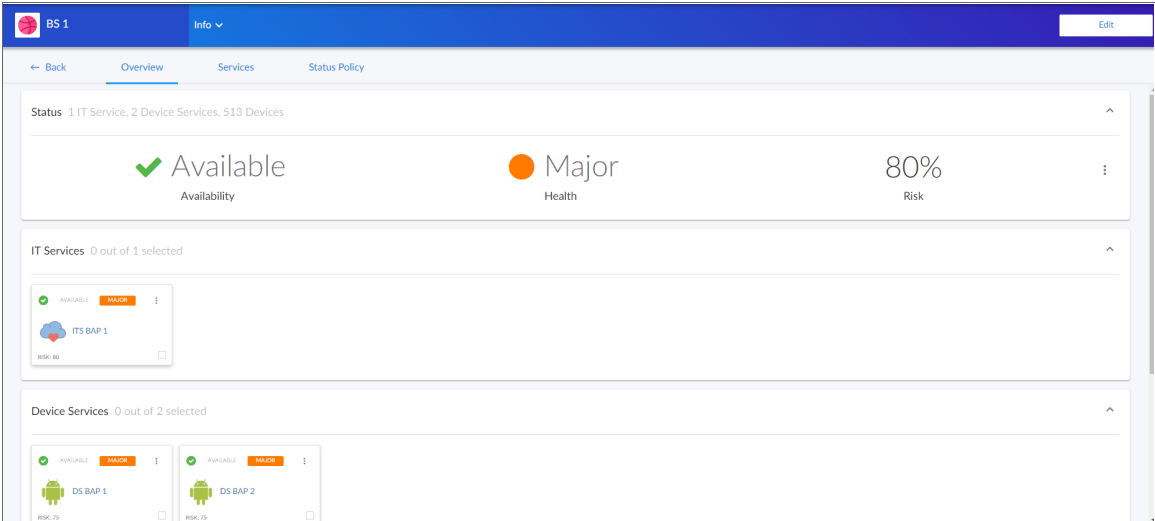 BS 1 Info Edit
← Back Overview Services Status Policy
Status 1 IT Service, 2 Device Services, 513 Devices
Available Major 80%
Availability Health Risk
IT Services 0 out of 1 selected
AVAILABLE MAJOR
ITS BAP 1
RISK: 80
Device Services 0 out of 2 selected
AVAILABLE MAJOR AVAILABLE MAJOR
DS BAP 1 DS BAP 2
RISK: 75 RISK: 75